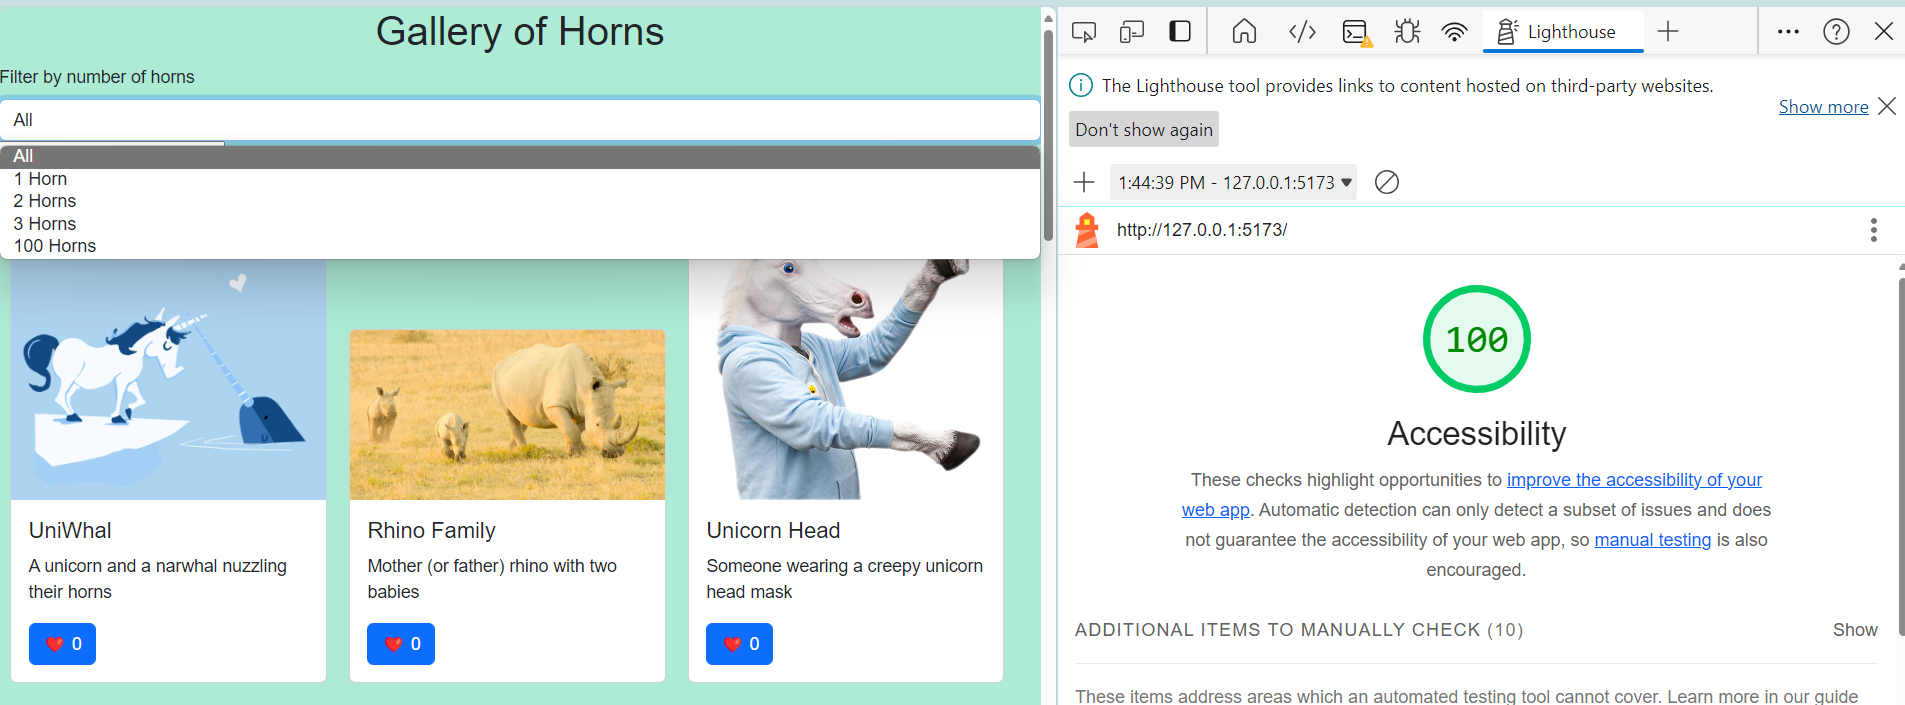 Gallery of Horns
Filter by number of horns
All
All
1 Horn
2 Horns
3 Horns
100 Horns
UniWhal
A unicorn and a narwhal nuzzling
their horns
0
Rhino Family
Mother (or father) rhino with two
babies
0
Unicorn Head
Someone wearing a creepy unicorn
head mask
0
Lighthouse
The Lighthouse tool provides links to content hosted on third-party websites.
Show more
Don't show again
1:44:39 PM - 127.0.0.1:5173
http://127.0.0.1:5173/
100
Accessibility
These checks highlight opportunities to improve the accessibility of your
web app. Automatic detection can only detect a subset of issues and does
not guarantee the accessibility of your web app, so manual testing is also
encouraged.
ADDITIONAL ITEMS TO MANUALLY CHECK (10)
Show
These items address areas which an automated testing tool cannot cover. Learn more in our guide